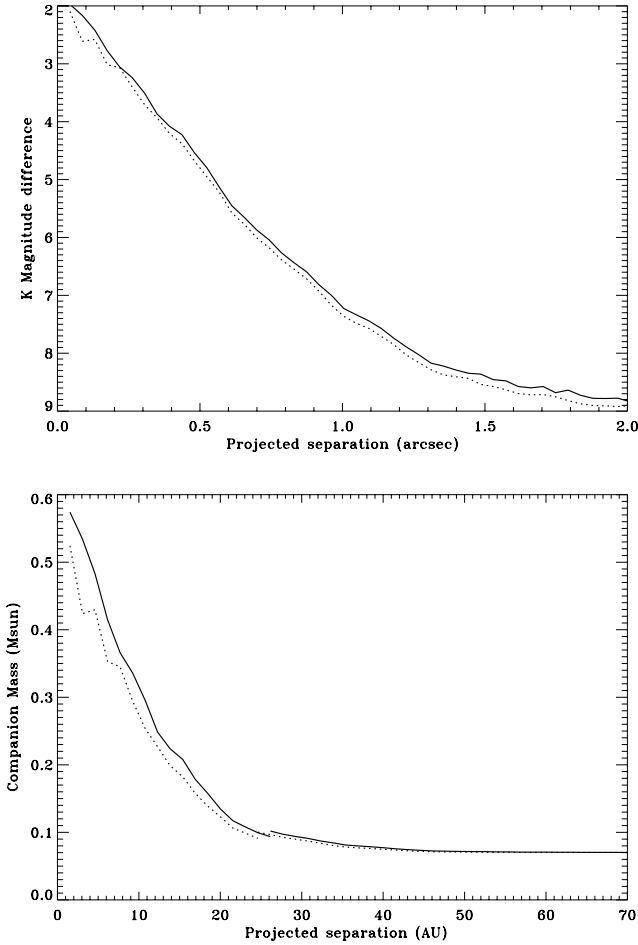 2
3
4
5
6
7
8
9
K Magnitude difference
0.0 0.5 1.0 1.5 2.0
Projected separation (arcsec)
0.6
0.5
0.4
0.3
0.2
0.1
0.0
Companion Mass (Msun)
0 10 20 30 40 50 60 70
Projected separation (AU)